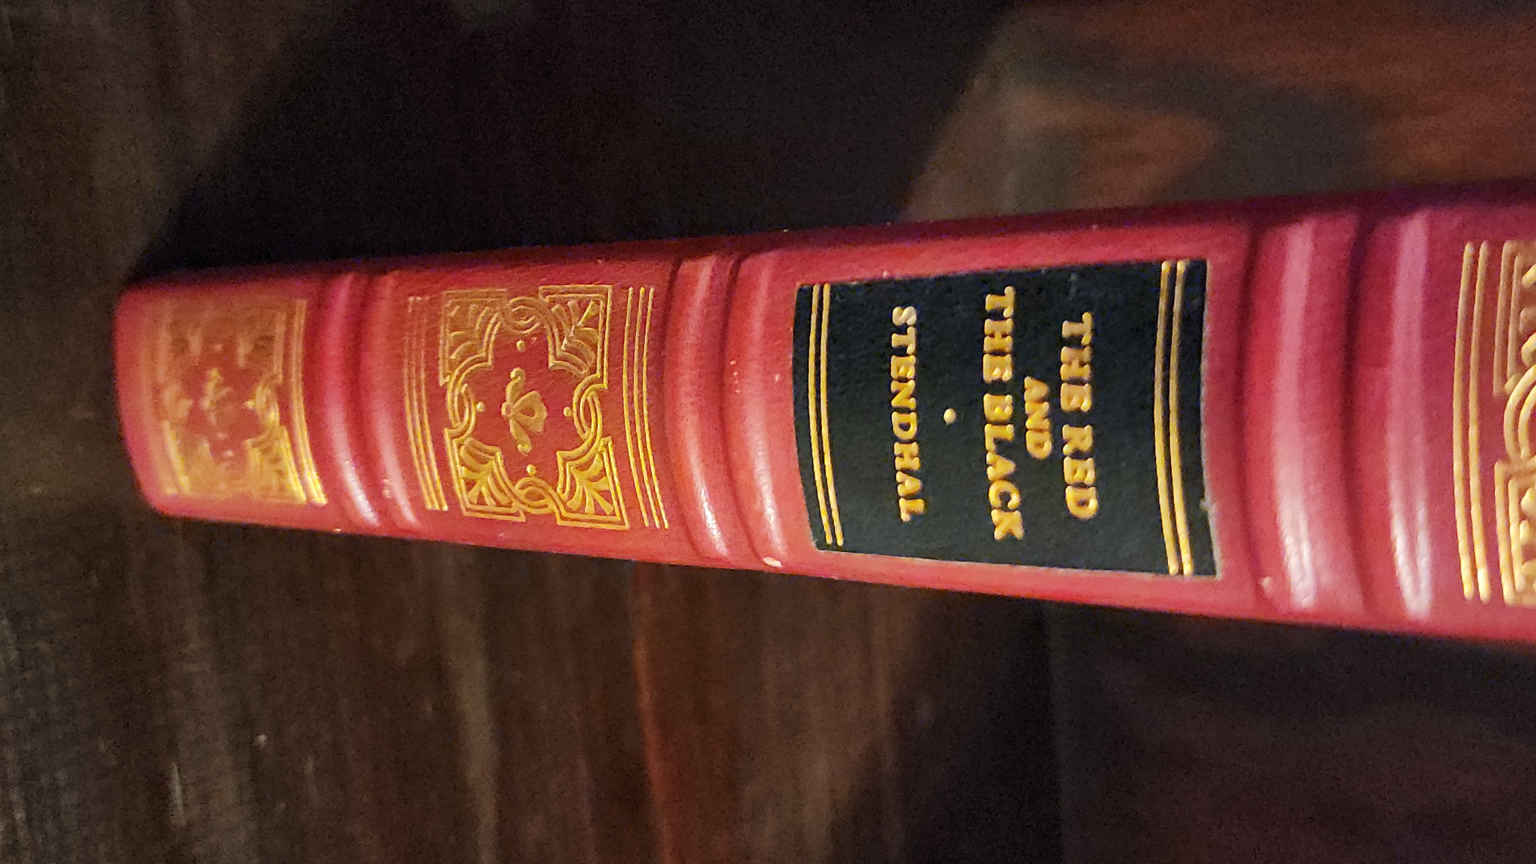 THE RED
AND
THE BLACK
STENDHAL